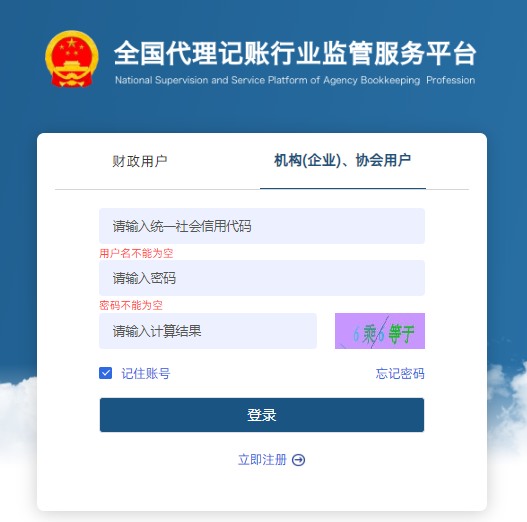 全国代理记账行业监管服务平台
National Supervision and Service Platform of Agency Bookkeeping Profession
财政用户
机构(企业)、协会用户
请输入统一社会信用代码
用户名不能为空
请输入密码
密码不能为空
请输入计算结果
6乘6等于
记住账号
忘记密码
登录
立即注册